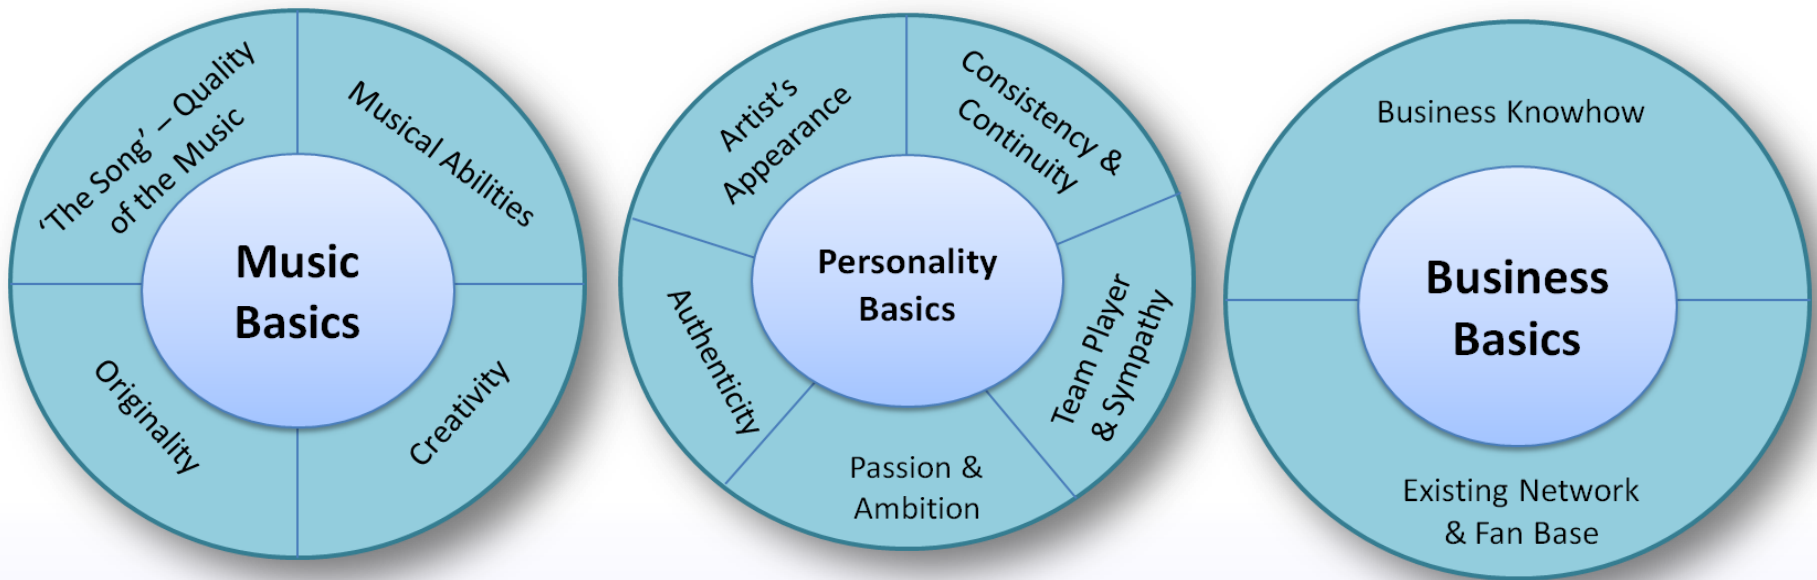 ‘The Song’ – Quality
of the Music
Musical Abilities
Music
Basics
Originality
Creativity
Artist’s
Appearance
Consistency &
Continuity
Personality
Basics
Authenticity
Team Player
& Sympathy
Passion &
Ambition
Business Knowhow
Business
Basics
Existing Network
& Fan Base